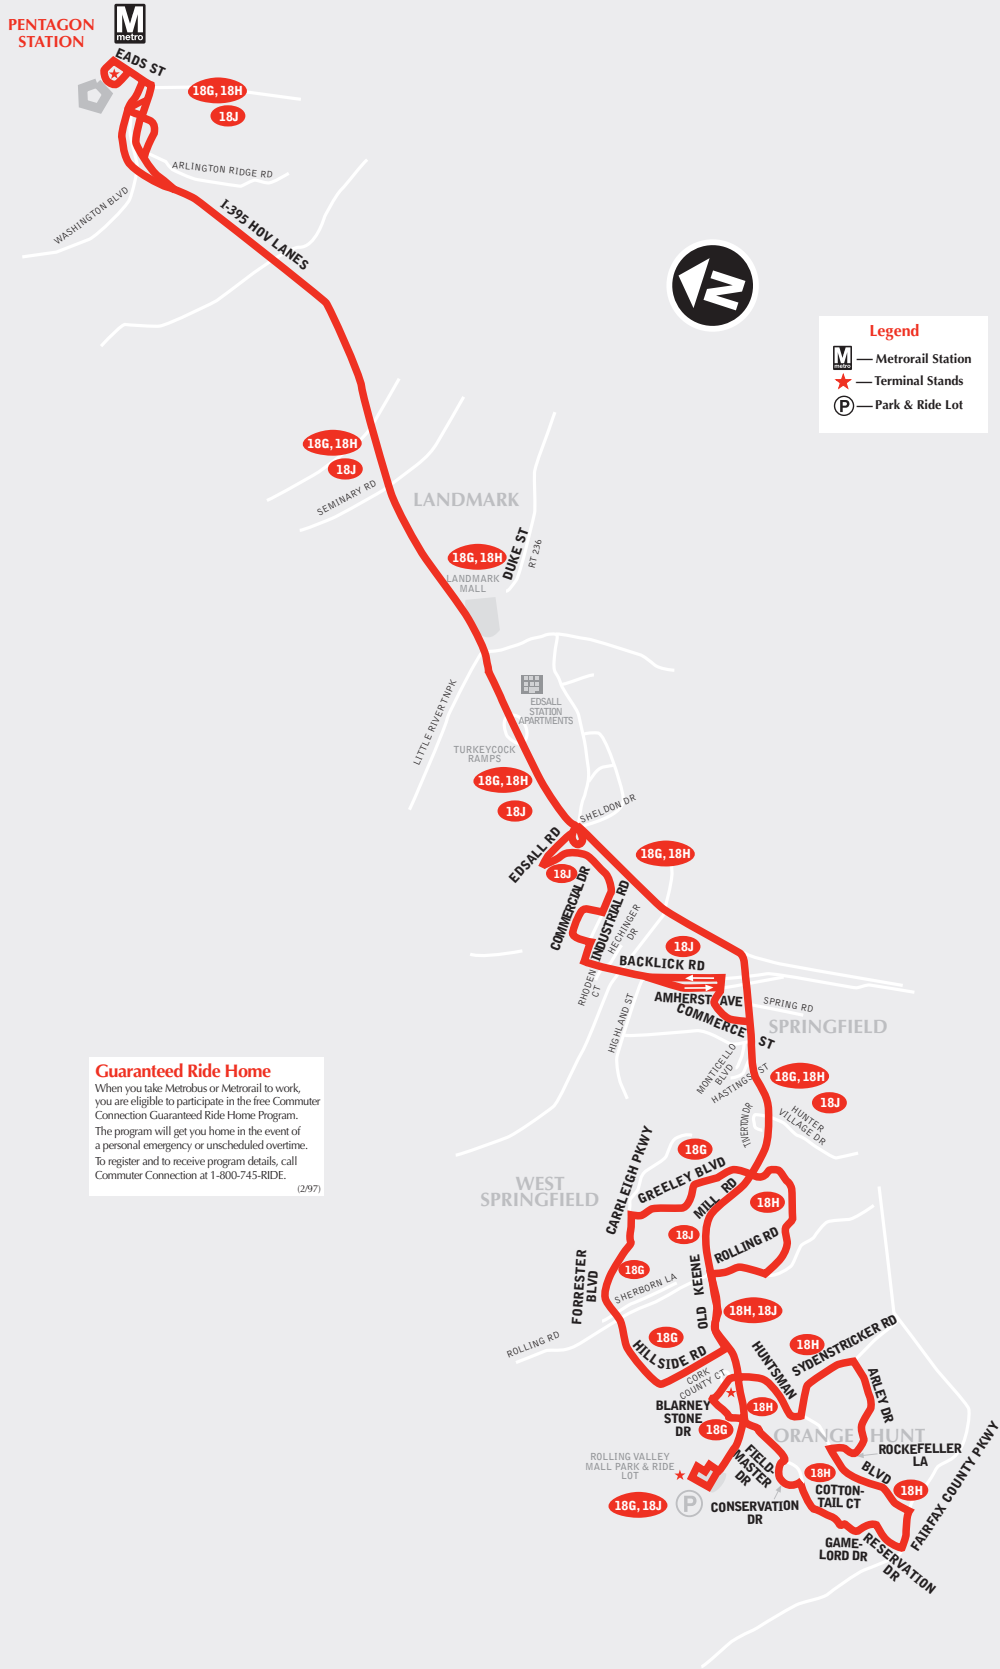 PENTAGON
STATION
M
metro
EADS ST
18G, 18H
18J
ARLINGTON RIDGE RD
WASHINGTON BLVD
I-395 HOV LANES
N
Legend
M
metro
— Metrorail Station
— Terminal Stands
P — Park & Ride Lot
18G, 18H
18J
SEMINARY RD
LANDMARK
18G, 18H
DUKE ST
RT 236
LANDMARK
MALL
LITTLE RIVER TNPK
EDSALL
STATION
APARTMENTS
TURKEYCOCK
RAMPS
18G, 18H
18J
SHELDON DR
EDSALL RD
18G, 18H
18J
COMMERCIAL DR
INDUSTRIAL RD
HECHINGER
DR
18J
BACKLICK RD
RHODEN
CT
AMHERST AVE
SPRING RD
HIGHLAND ST
COMMERCE ST
SPRINGFIELD
MONTICELLO
BLVD
HASTINGS ST
18G, 18H
18J
Guaranteed Ride Home
When you take Metrobus or Metrorail to work,
you are eligible to participate in the free Commuter
Connection Guaranteed Ride Home Program.
The program will get you home in the event of
a personal emergency or unscheduled overtime.
To register and to receive program details, call
Commuter Connection at 1-800-745-RIDE.
(2/97)
TIVERTON DR
HUNTER
VILLAGE DR
18G
CARRLEIGH PKWY
GREELEY BLVD
WEST
SPRINGFIELD
MILL RD
18H
18J
ROLLING RD
18G
FORRESTER
BLVD
SHERBORN LA
KEENE
OLD
18H, 18J
ROLLING RD
18G
HILLSIDE RD
18H
SYDENSTRICKER RD
HUNTSMAN
CORK
COUNTY CT
ARLEY DR
BLARNEY
STONE
DR
18H
18G
ORANGE HUNT
ROCKEFELLER
LA
FAIRFAX COUNTY PKWY
ROLLING VALLEY
MALL PARK & RIDE
LOT
FIELD-
MASTER
DR
18H
BLVD
18H
COTTON-
TAIL CT
18G, 18J
P
CONSERVATION
DR
GAME-
LORD DR
RESERVATION
DR